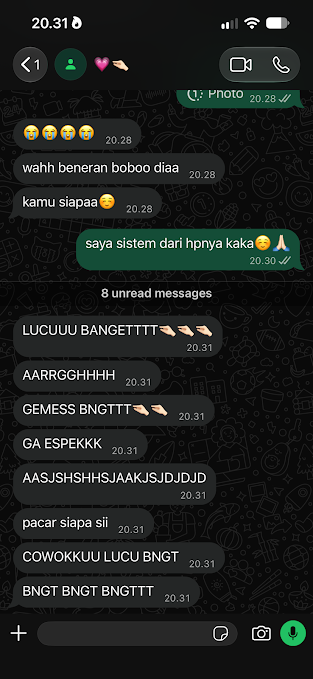 20.31
31
1
💗🤏🏻
Photo 20.28
😭😭😭😭 20.28
wahh beneran boboo diaa 20.28
kamu siapaa☺️ 20.28
saya sistem dari hpnya kaka☺️🙏🏻
20.30
8 unread messages
LUCUUU BANGETTTT🤏🏻🤏🏻🤏🏻
20.31
AARRGGHHHH 20.31
GEMESS BNGTTT🤏🏻🤏🏻 20.31
GA ESPEKKK 20.31
AASJSHSHHSJAAKJSJDJDJD
20.31
pacar siapa sii 20.31
COWOKKUU LUCU BNGT 20.31
BNGT BNGT BNGTTT 20.31